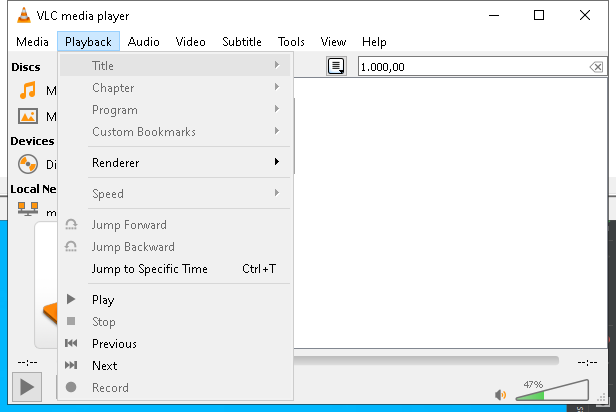 VLC media player
Media Playback Audio Video Subtitle Tools View Help
Discs
M
M
Devices
Di
Local Ne
m
1.000,00
Title
Chapter
Program
Custom Bookmarks
Renderer
Speed
Jump Forward
Jump Backward
Jump to Specific Time Ctrl+T
Play
Stop
Previous
Next
Record
--:-- --:--
47%